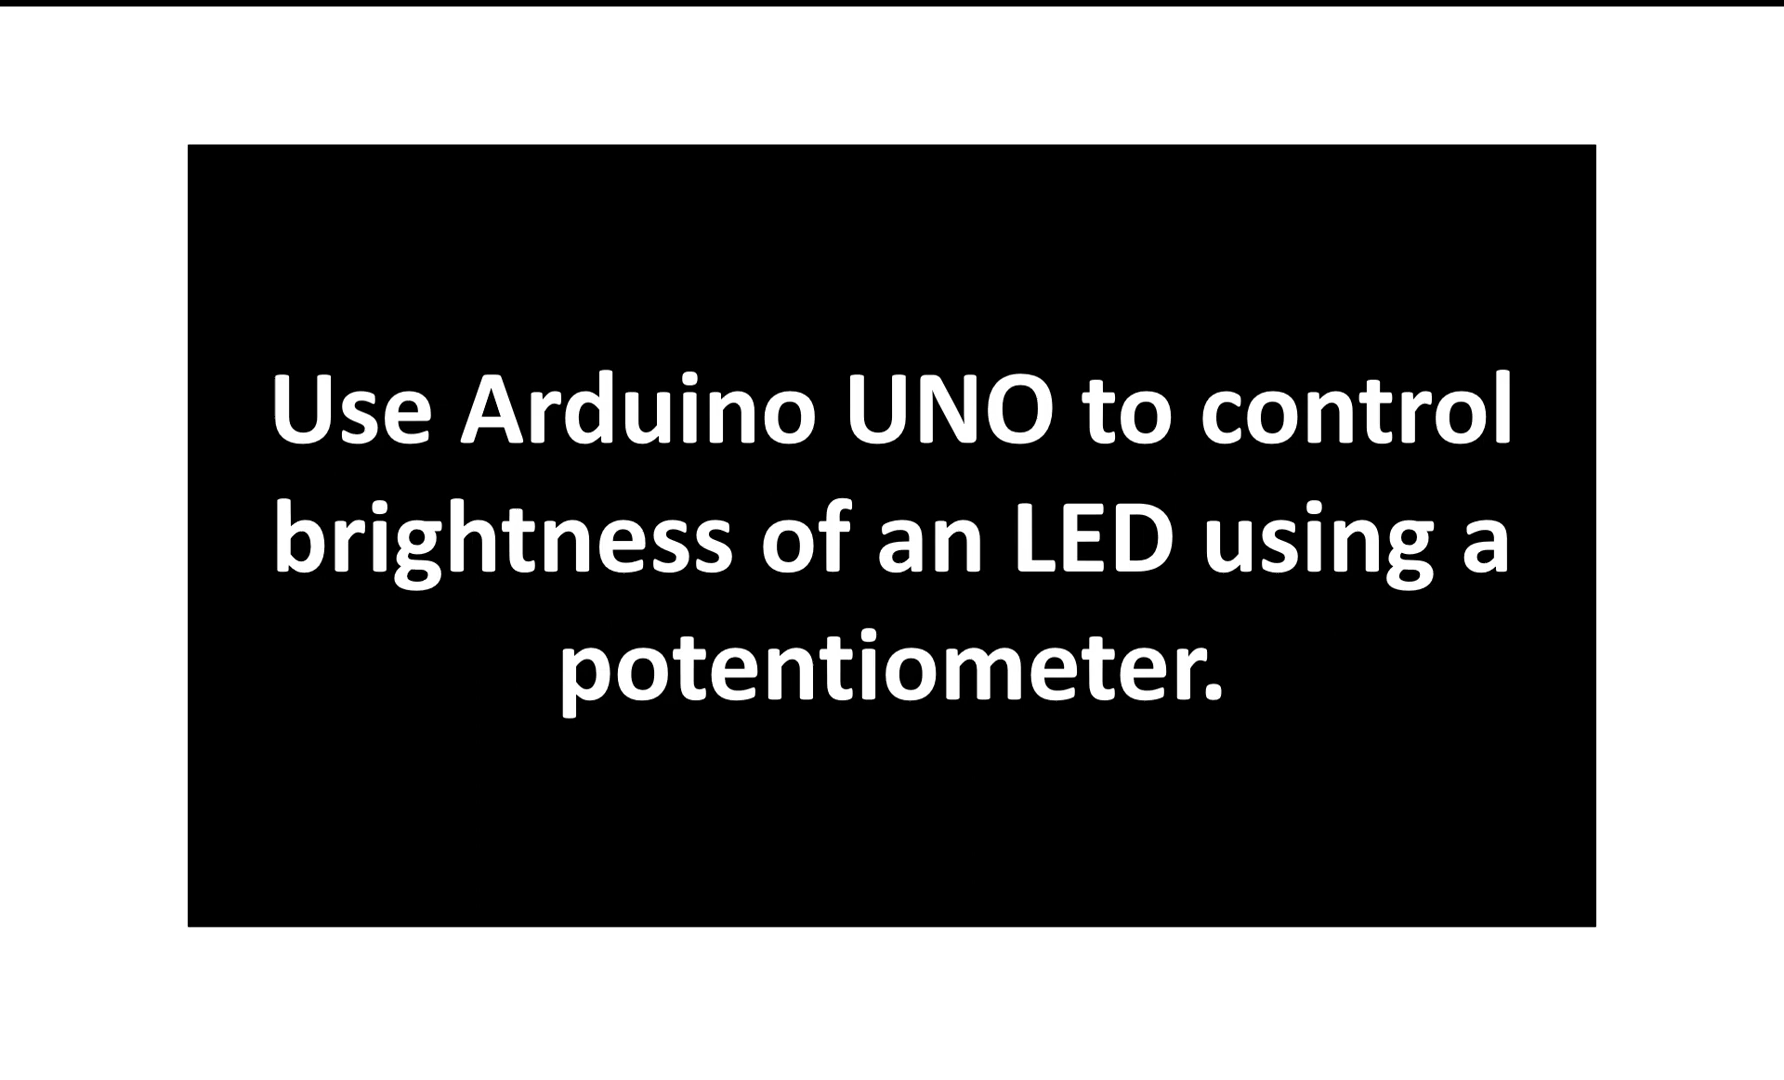 Use Arduino UNO to control
brightness of an LED using a
potentiometer.